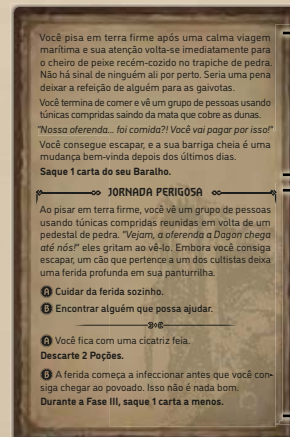 Você pisa em terra firme após uma calma viagem
marítima e sua atenção volta-se imediatamente para
o cheiro de peixe recém-cozido no trapiche de pedra.
Não há sinal de ninguém ali por perto. Seria uma pena
deixar a refeição de alguém para as gaivotas.
Você termina de comer e vê um grupo de pessoas usando
túnicas compridas saindo da mata que cobre as dunas.
"Nossa oferenda... foi comida?! Você vai pagar por isso!"
Você consegue escapar, e a sua barriga cheia é uma
mudança bem-vinda depois dos últimos dias.
Saque 1 carta do seu Baralho.
JORNADA PERIGOSA
Ao pisar em terra firme, você vê um grupo de pessoas
usando túnicas compridas reunidas em volta de um
pedestal de pedra. "Vejam, a oferenda a Dagon chega
até nós!" eles gritam ao vê-lo. Embora você consiga
escapar, um cão que pertence a um dos cultistas deixa
uma ferida profunda em sua panturrilha.
A Cuidar da ferida sozinho.
B Encontrar alguém que possa ajudar.
A Você fica com uma cicatriz feia.
Descarte 2 Poções.
B A ferida começa a infeccionar antes que você con-
siga chegar ao povoado. Isso não é nada bom.
Durante a Fase III, saque 1 carta a menos.